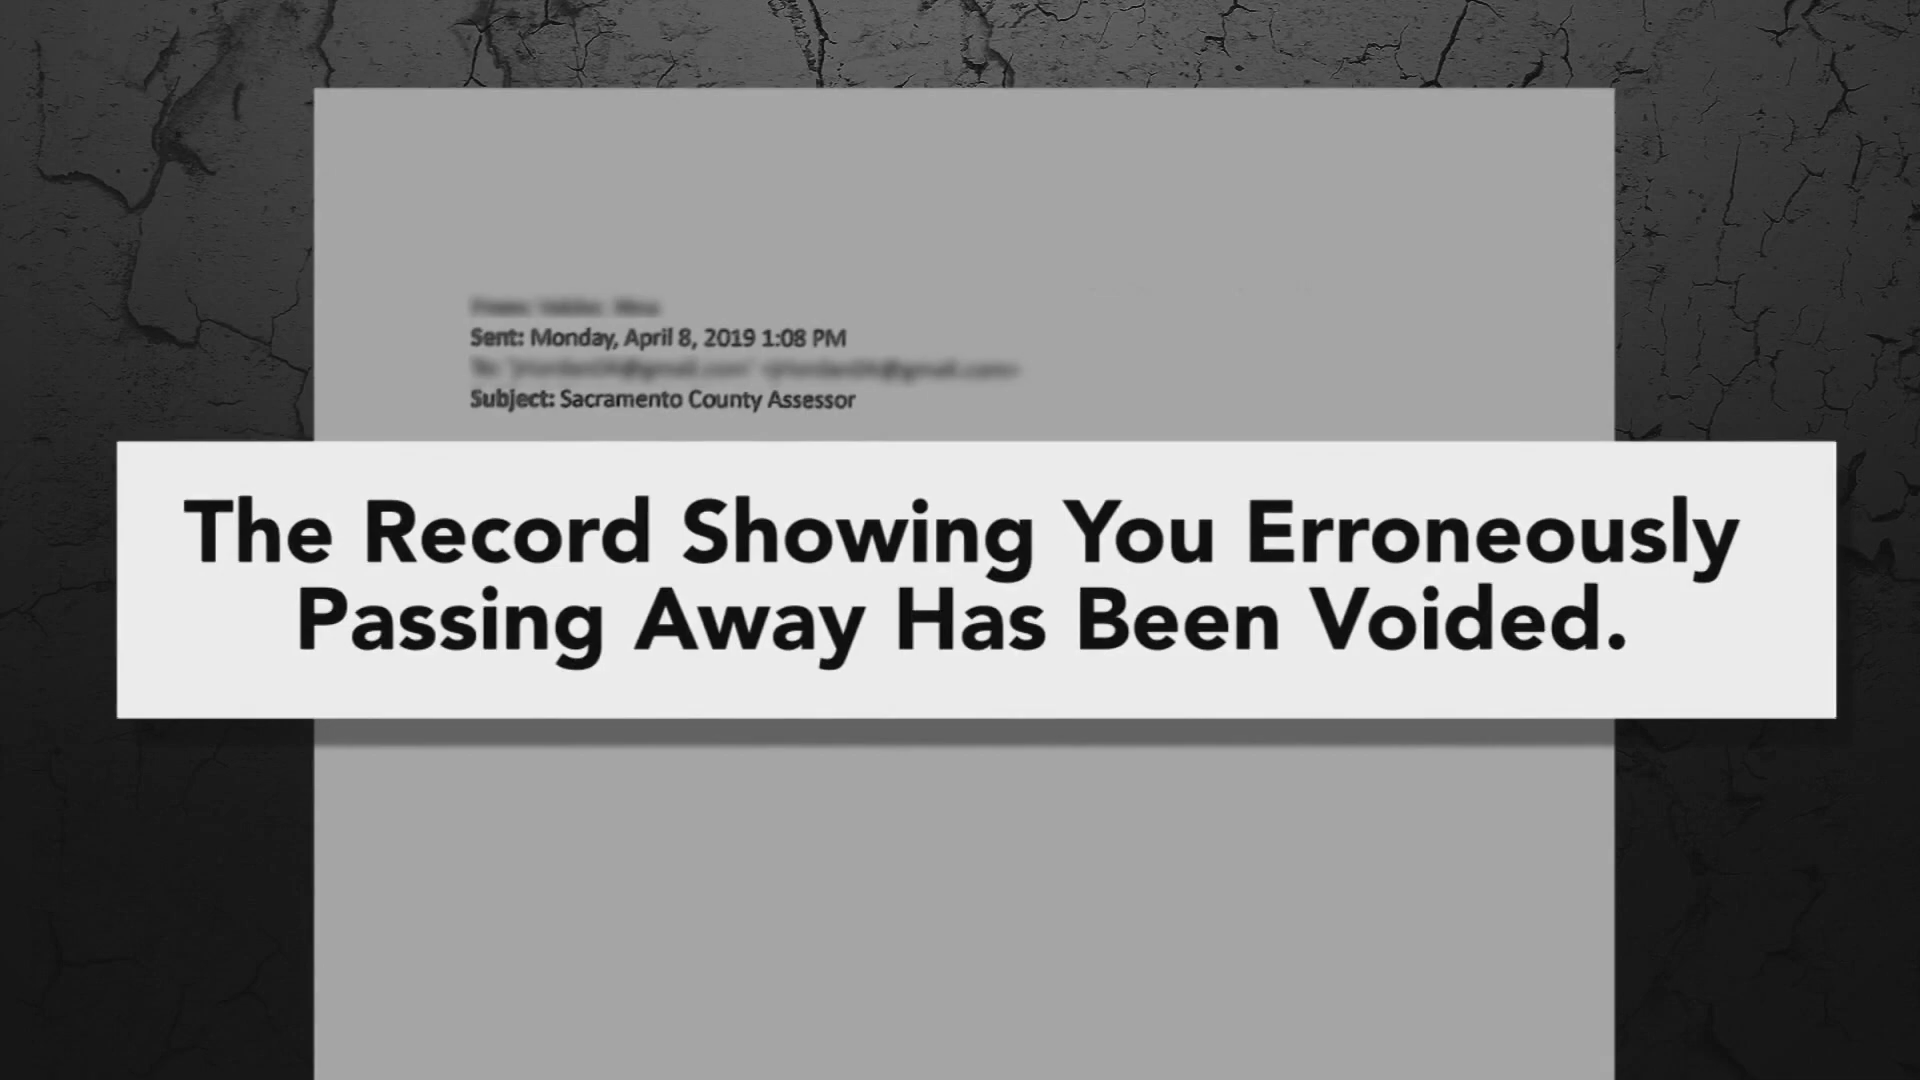 Sent: Monday, April 8, 2019 1:08 PM
Subject: Sacramento County Assessor
The Record Showing You Erroneously
Passing Away Has Been Voided.